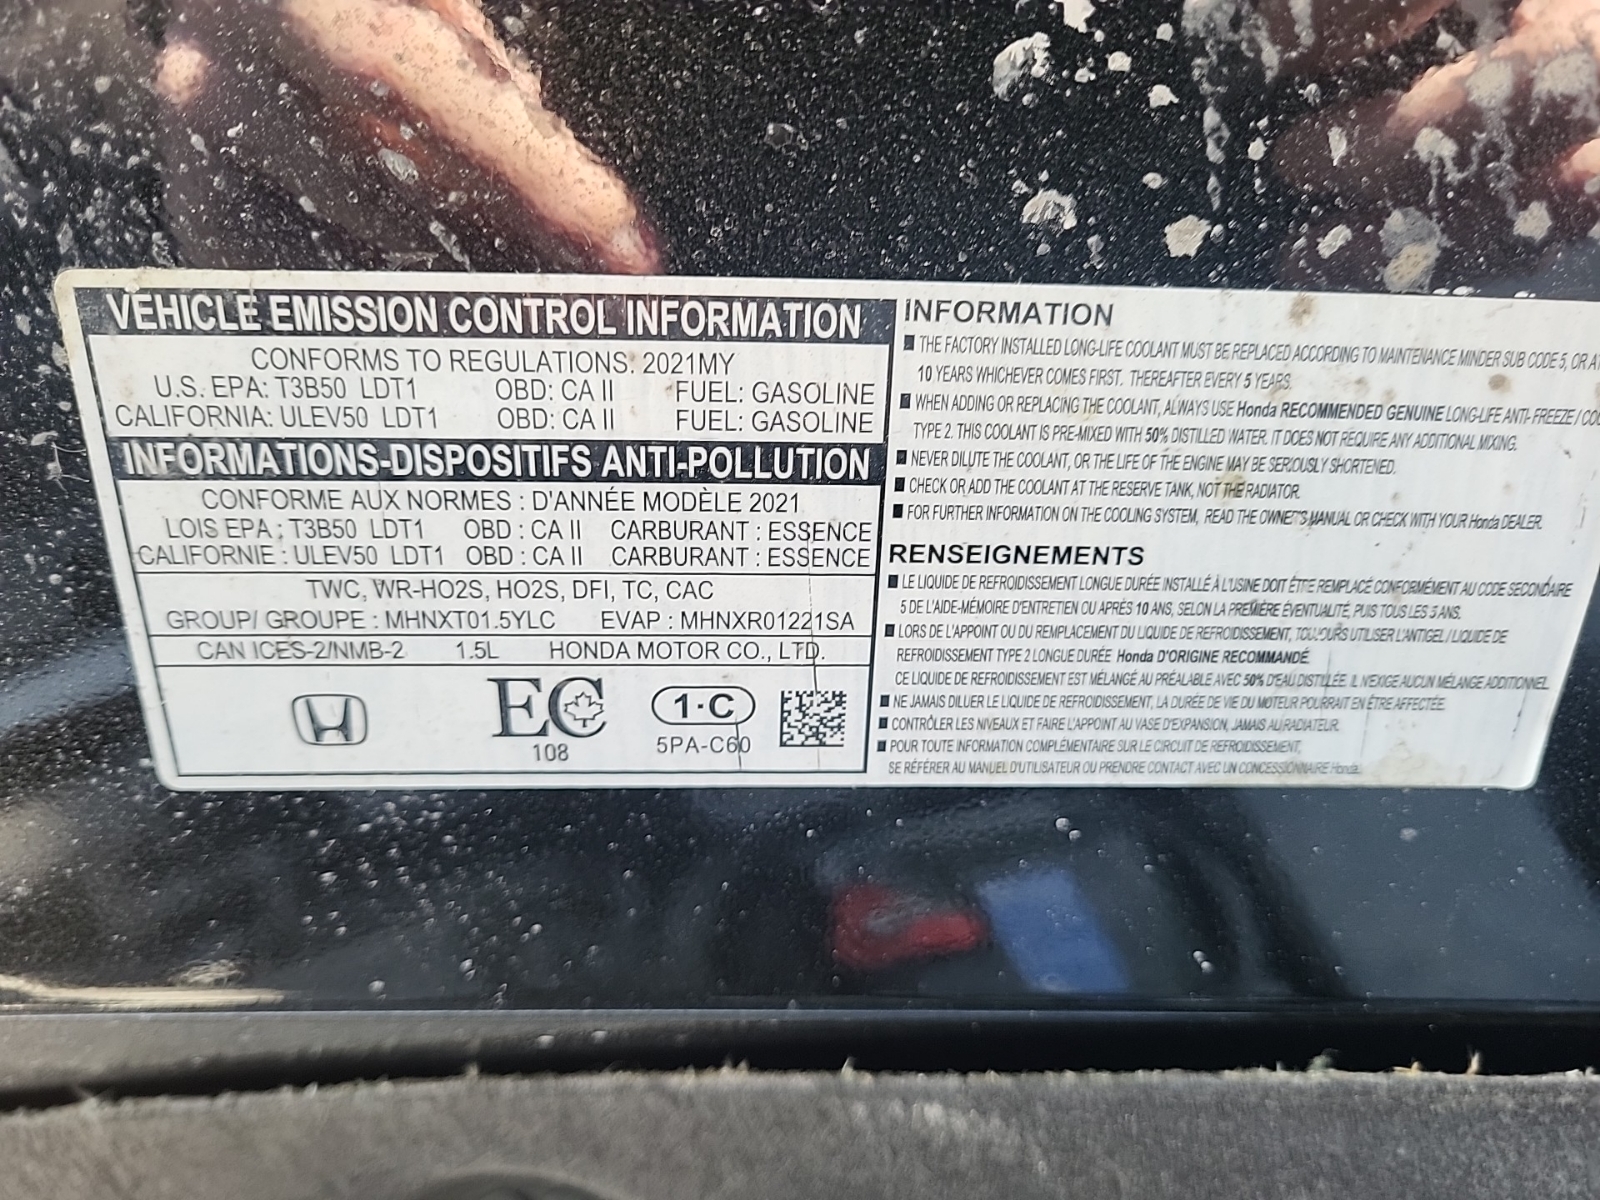 VEHICLE EMISSION CONTROL INFORMATION
CONFORMS TO REGULATIONS: 2021MY
U.S. EPA: T3B50 LDT1 OBD: CA II FUEL: GASOLINE
CALIFORNIA: ULEV50 LDT1 OBD: CA II FUEL: GASOLINE
INFORMATIONS-DISPOSITIFS ANTI-POLLUTION
CONFORME AUX NORMES : D'ANNÉE MODÈLE 2021
LOIS EPA : T3B50 LDT1 OBD : CA II CARBURANT : ESSENCE
CALIFORNIE : ULEV50 LDT1 OBD : CA II CARBURANT : ESSENCE
TWC, WR-HO2S, HO2S, DFI, TC, CAC
GROUP/ GROUPE : MHNXT01.5YLC EVAP : MHNXR01221SA
CAN ICES-2/NMB-2 1.5L HONDA MOTOR CO., LTD.
EC
108
1·C
5PA-C60
INFORMATION
■ THE FACTORY INSTALLED LONG-LIFE COOLANT MUST BE REPLACED ACCORDING TO MAINTENANCE MINDER SUB CODE 5, OR
10 YEARS WHICHEVER COMES FIRST. THEREAFTER EVERY 5 YEARS.
■ WHEN ADDING OR REPLACING THE COOLANT, ALWAYS USE Honda RECOMMENDED GENUINE LONG-LIFE ANTI-FREEZE /
TYPE 2. THIS COOLANT IS PRE-MIXED WITH 50% DISTILLED WATER. IT DOES NOT REQUIRE ANY ADDITIONAL MIXING.
■ NEVER DILUTE THE COOLANT, OR THE LIFE OF THE ENGINE MAY BE SERIOUSLY SHORTENED.
■ CHECK OR ADD THE COOLANT AT THE RESERVE TANK, NOT THE RADIATOR.
■ FOR FURTHER INFORMATION ON THE COOLING SYSTEM, READ THE OWNER'S MANUAL OR CHECK WITH YOUR Honda DEALER.
RENSEIGNEMENTS
■ LE LIQUIDE DE REFROIDISSEMENT LONGUE DURÉE INSTALLÉ À L'USINE DOIT ÊTRE REMPLACÉ CONFORMÉMENT AU CODE SECONDAIRE
5 DE L'AIDE-MÉMOIRE D'ENTRETIEN OU APRÈS 10 ANS, SELON LA PREMIÈRE ÉVENTUALITÉ, PUIS TOUS LES 5 ANS.
■ LORS DE L'APPOINT OU DU REMPLACEMENT DU LIQUIDE DE REFROIDISSEMENT, TOUJOURS UTILISER L'ANTIGEL / LIQUIDE DE
REFROIDISSEMENT TYPE 2 LONGUE DURÉE Honda D'ORIGINE RECOMMANDÉ.
CE LIQUIDE DE REFROIDISSEMENT EST MÉLANGÉ AU PRÉALABLE AVEC 50% D'EAU DISTILLÉE. IL N'EXIGE AUCUN MÉLANGE ADDITIONNEL.
■ NE JAMAIS DILUER LE LIQUIDE DE REFROIDISSEMENT, LA DURÉE DE VIE DU MOTEUR POURRAIT EN ÊTRE AFFECTÉE.
■ CONTRÔLER LES NIVEAUX ET FAIRE L'APPOINT AU VASE D'EXPANSION, JAMAIS AU RADIATEUR.
■ POUR TOUTE INFORMATION COMPLÉMENTAIRE SUR LE CIRCUIT DE REFROIDISSEMENT,
SE RÉFÉRER AU MANUEL D'UTILISATEUR OU PRENDRE CONTACT AVEC UN CONCESSIONNAIRE Honda.